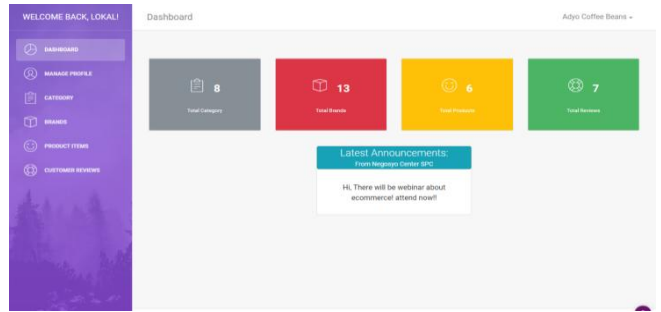 WELCOME BACK, LOKAL!
Dashboard
Adyo Coffee Beans
DASHBOARD
MANAGE PROFILE
CATEGORY
BRANDS
PRODUCT ITEMS
CUSTOMER REVIEWS
8
Total Category
13
Total Brands
6
Total Products
7
Total Reviews
Latest Announcements:
From Negosyo Center SPC
Hi, There will be webinar about
ecommerce! attend now!!